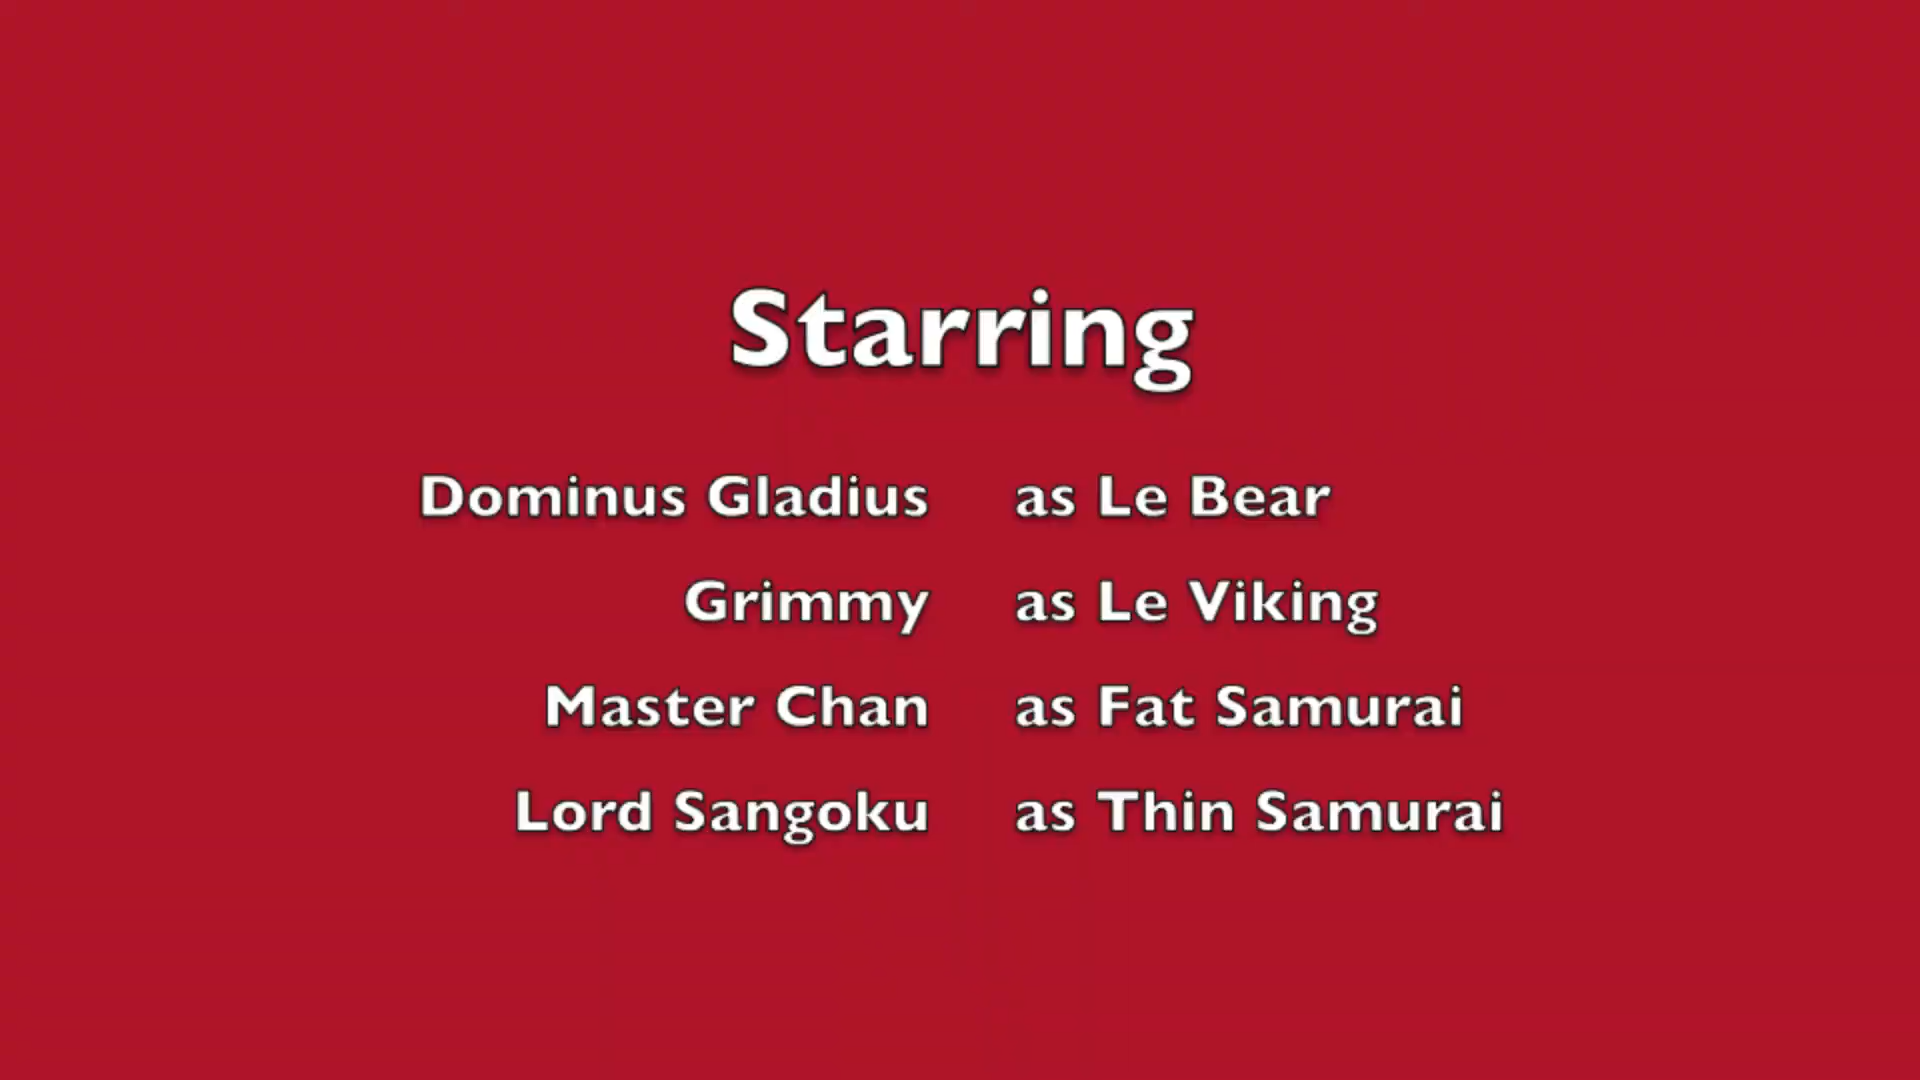 Starring
Dominus Gladius as Le Bear
Grimmy as Le Viking
Master Chan as Fat Samurai
Lord Sangoku as Thin Samurai